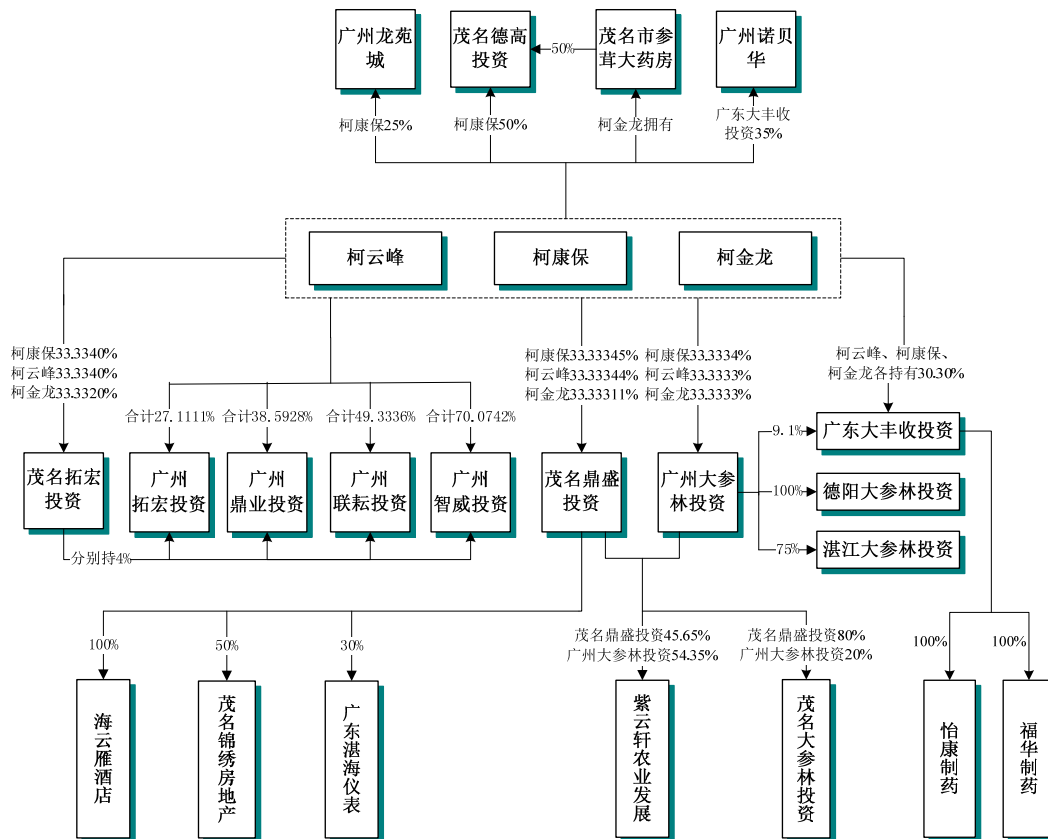 广州龙苑
城
茂名德高
投资
50%
茂名市参
茸大药房
广州诺贝
华
柯康保25%
柯康保50%
柯金龙拥有
广东大丰收
投资35%
柯云峰
柯康保
柯金龙
柯康保33.3340%
柯云峰33.3340%
柯金龙33.3320%
柯康保33.33345%
柯云峰33.33344%
柯金龙33.33311%
柯康保33.3334%
柯云峰33.3333%
柯金龙33.3333%
柯云峰、柯康保、
柯金龙各持有30.30%
合计27.1111%
合计38.5928%
合计49.3336%
合计70.0742%
茂名拓宏
投资
广州
拓宏投资
广州
鼎业投资
广州
联耘投资
广州
智威投资
茂名鼎盛
投资
广州大参
林投资
9.1%
广东大丰收投资
100%
德阳大参林投资
75%
湛江大参林投资
分别持4%
100%
50%
30%
茂名鼎盛投资45.65%
广州大参林投资54.35%
茂名鼎盛投资80%
广州大参林投资20%
100%
100%
海云雁酒店
茂名锦绣房地产
广东湛海仪表
紫云轩农业发展
茂名大参林投资
怡康制药
福华制药